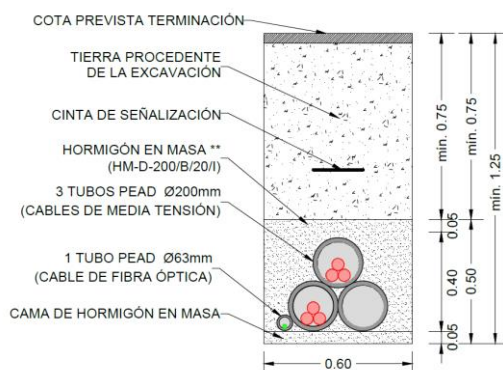 COTA PREVISTA TERMINACIÓN
TIERRA PROCEDENTE
DE LA EXCAVACIÓN
CINTA DE SEÑALIZACIÓN
HORMIGÓN EN MASA **
(HM-D-200/B/20/I)
3 TUBOS PEAD Ø200mm
(CABLES DE MEDIA TENSIÓN)
1 TUBO PEAD Ø63mm
(CABLE DE FIBRA ÓPTICA)
CAMA DE HORMIGÓN EN MASA
min. 0.75
0.05
0.40
0.05
min. 0.75
0.50
min. 1.25
0.60